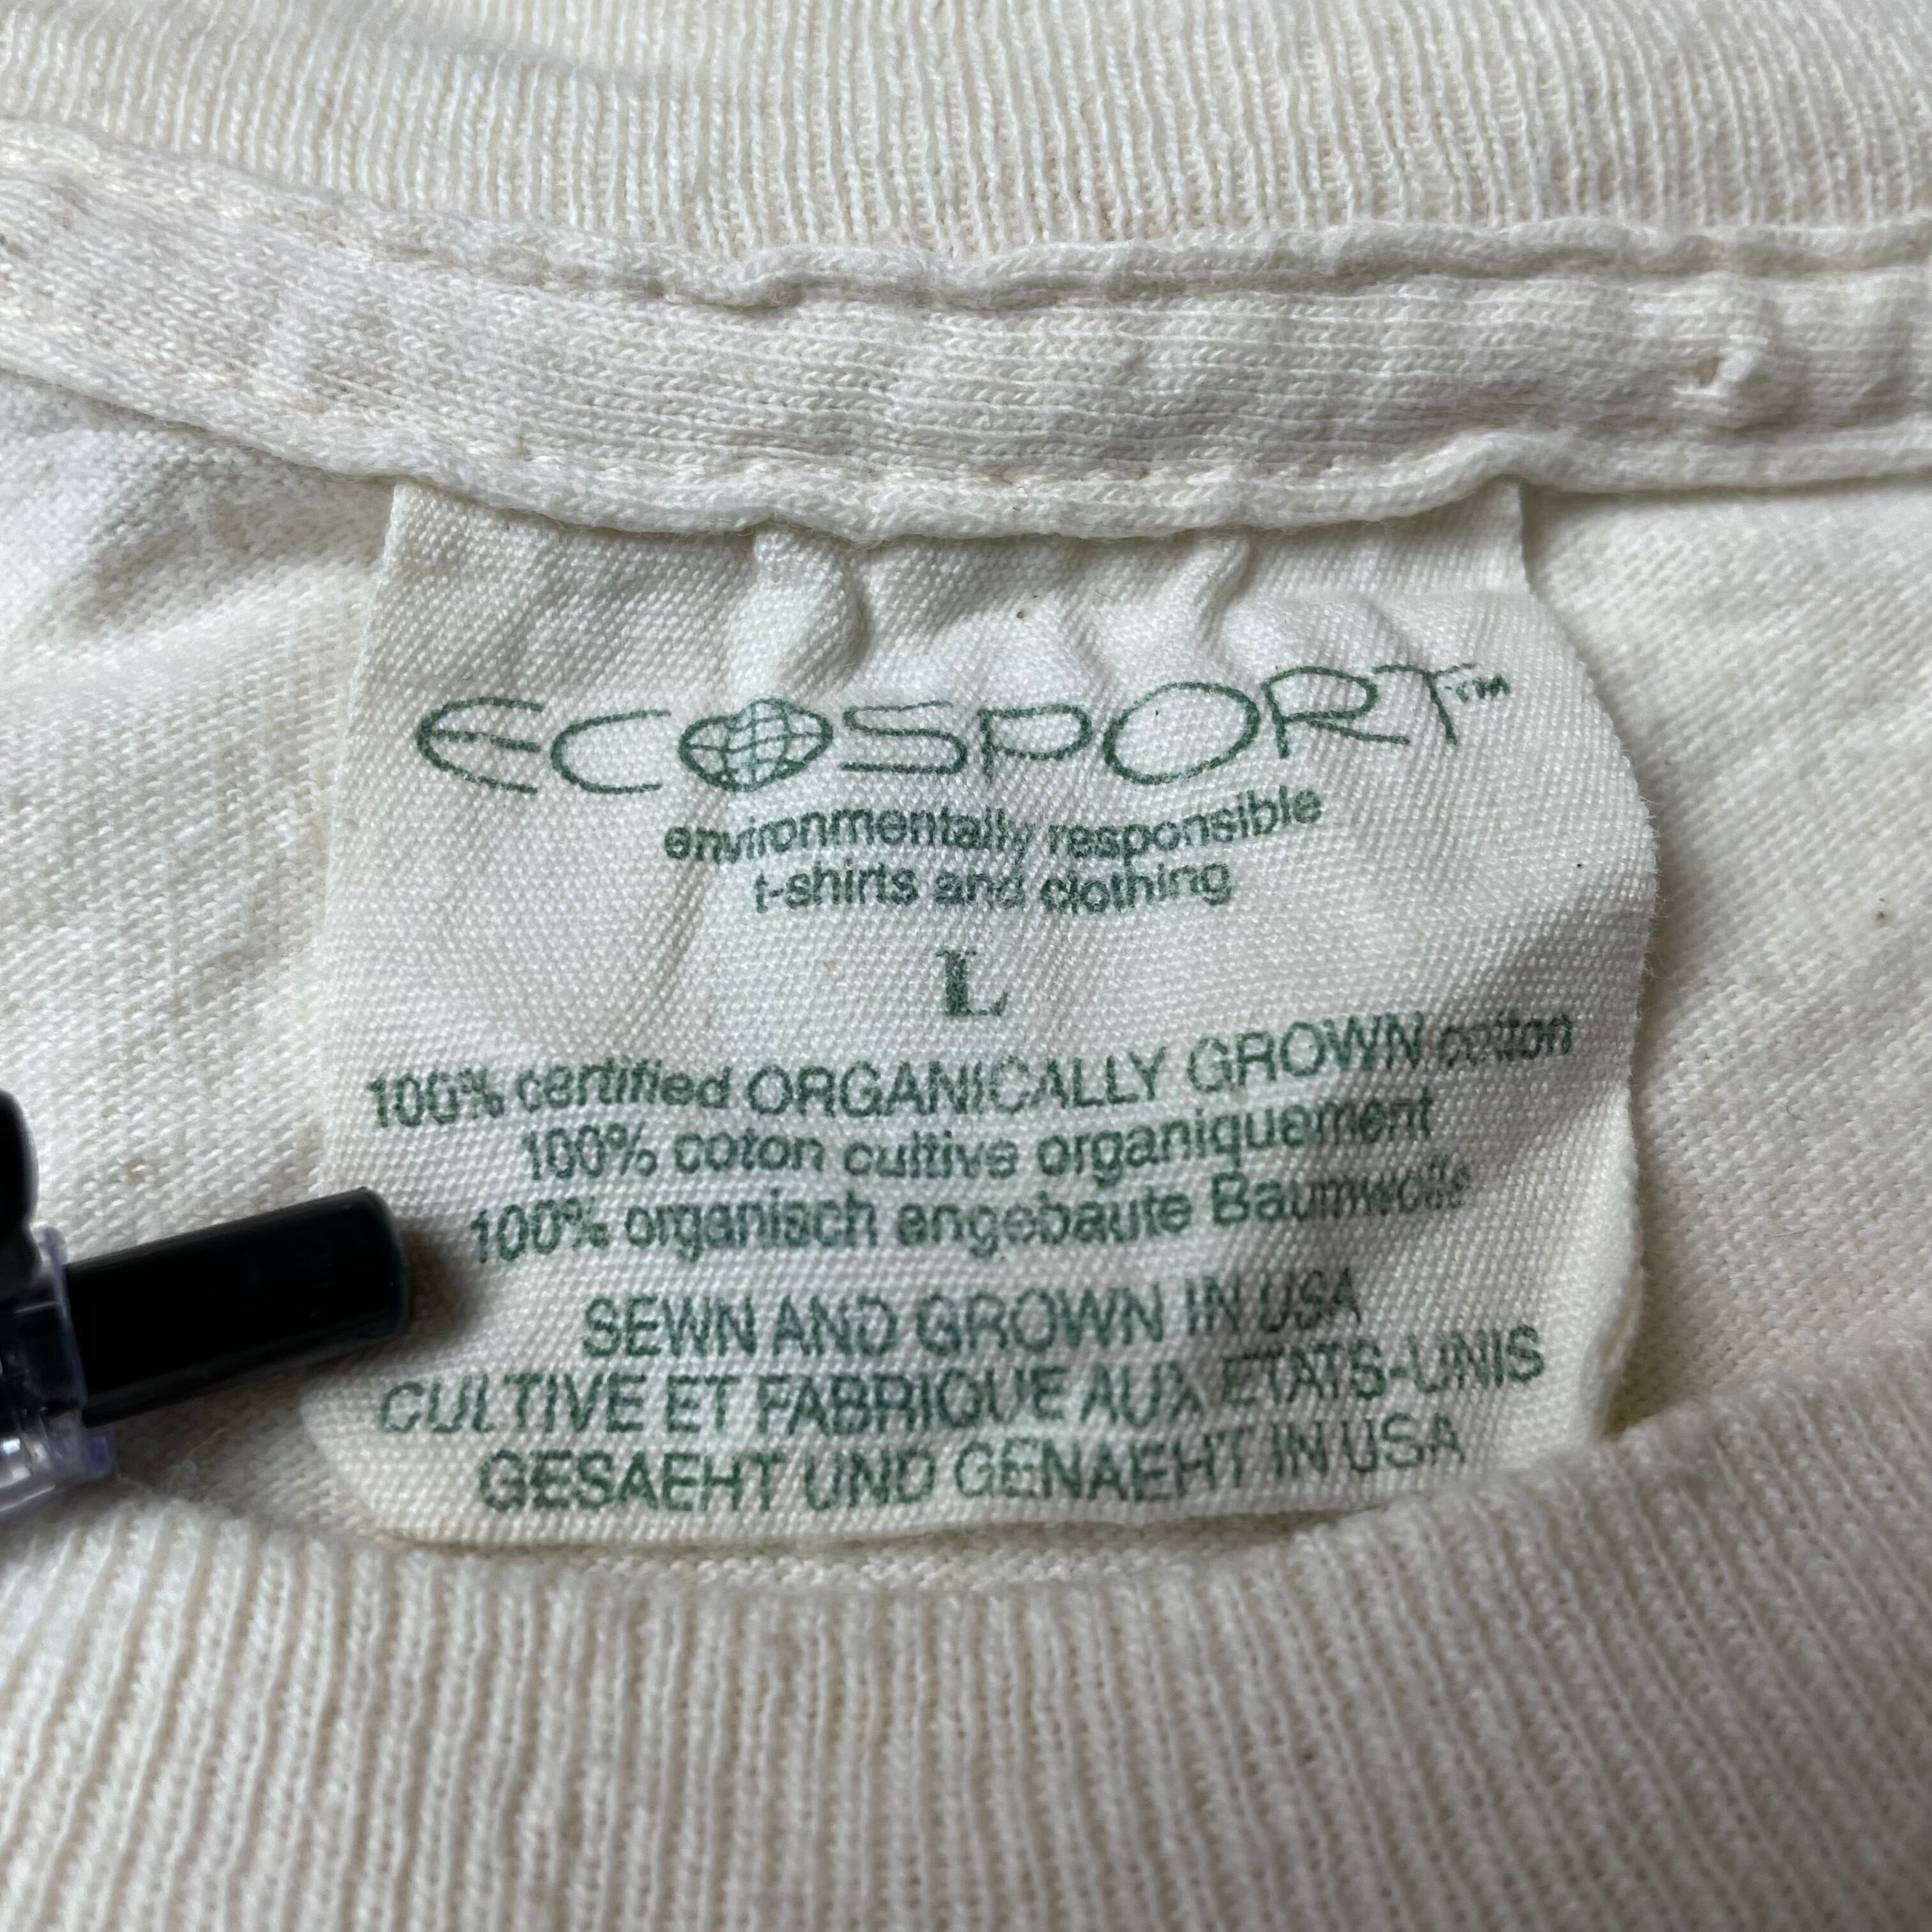 ECOSPORT™
environmentally responsible
t-shirts and clothing
L
100% certified ORGANICALLY GROWN cotton
100% coton cultive organiquement
100% organisch angebaute Baumwolle
SEWN AND GROWN IN USA
CULTIVE ET FABRIQUE AUX ETATS-UNIS
GESAEHT UND GENAEHT IN USA